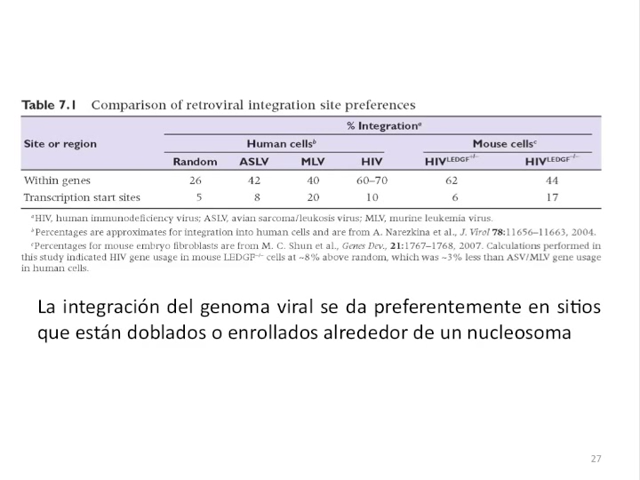 Table 7.1 Comparison of retroviral integration site preferences
% Integrationᵃ
Site or region Human cellsᵇ Mouse cellsᶜ
Random ASLV MLV HIV HIV^LEDGF+/– HIV^LEDGF–/–
Within genes 26 42 40 60–70 62 44
Transcription start sites 5 8 20 10 6 17
ᵃHIV, human immunodeficiency virus; ASLV, avian sarcoma/leukosis virus; MLV, murine leukemia virus.
ᵇPercentages are approximates for integration into human cells and are from A. Narezkina et al., J. Virol 78:11656–11663, 2004.
ᶜPercentages for mouse embryo fibroblasts are from M. C. Shun et al., Genes Dev., 21:1767–1768, 2007. Calculations performed in
this study indicated HIV gene usage in mouse LEDGF–/– cells at ~8% above random, which was ~3% less than ASV/MLV gene usage
in human cells.
La integración del genoma viral se da preferentemente en sitios
que están doblados o enrollados alrededor de un nucleosoma
27